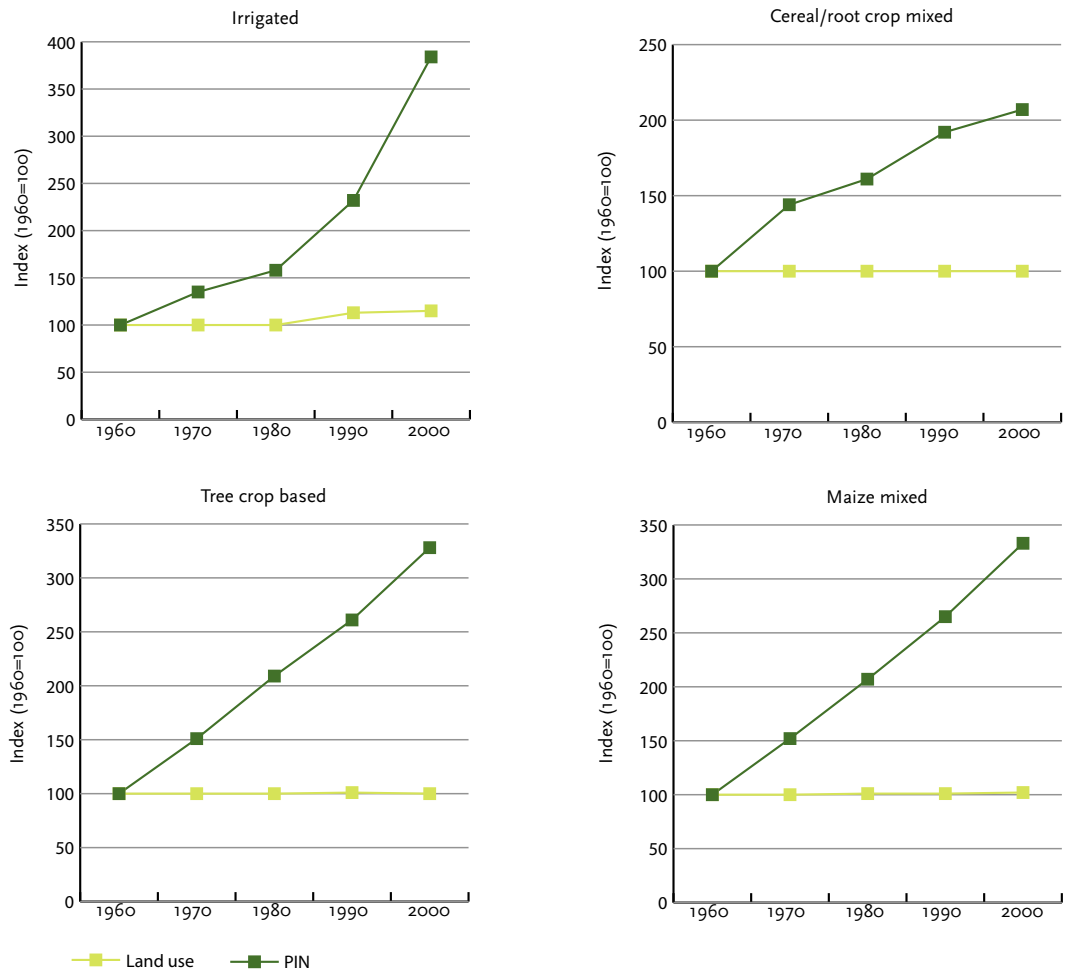 Irrigated
Index (1960=100)
400
350
300
250
200
150
100
50
0
1960 1970 1980 1990 2000
Cereal/root crop mixed
Index (1960=100)
250
200
150
100
50
0
1960 1970 1980 1990 2000
Tree crop based
Index (1960=100)
350
300
250
200
150
100
50
0
1960 1970 1980 1990 2000
Maize mixed
Index (1960=100)
350
300
250
200
150
100
50
0
1960 1970 1980 1990 2000
Land use PIN